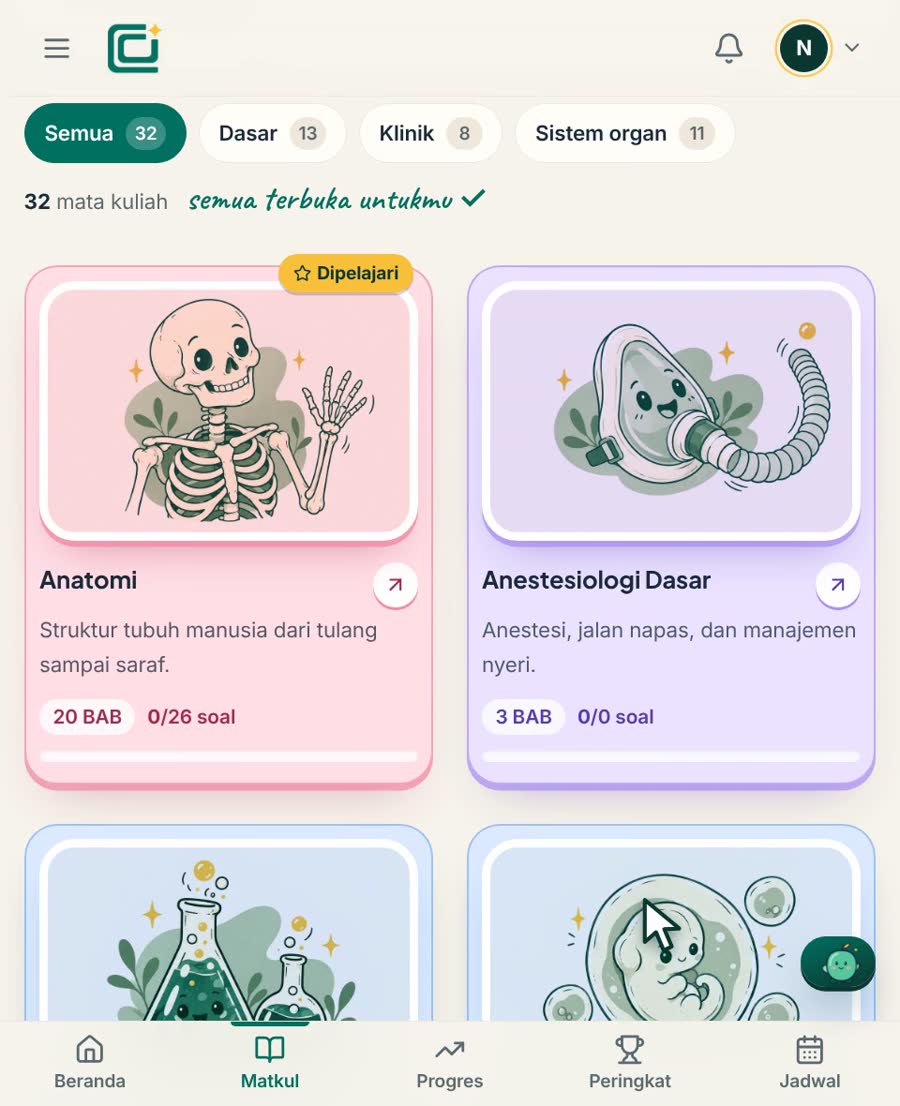 N
Semua 32
Dasar 13
Klinik 8
Sistem organ 11
32 mata kuliah semua terbuka untukmu
Dipelajari
Anatomi
Struktur tubuh manusia dari tulang
sampai saraf.
20 BAB 0/26 soal
Anestesiologi Dasar
Anestesi, jalan napas, dan manajemen
nyeri.
3 BAB 0/0 soal
Beranda
Matkul
Progres
Peringkat
Jadwal